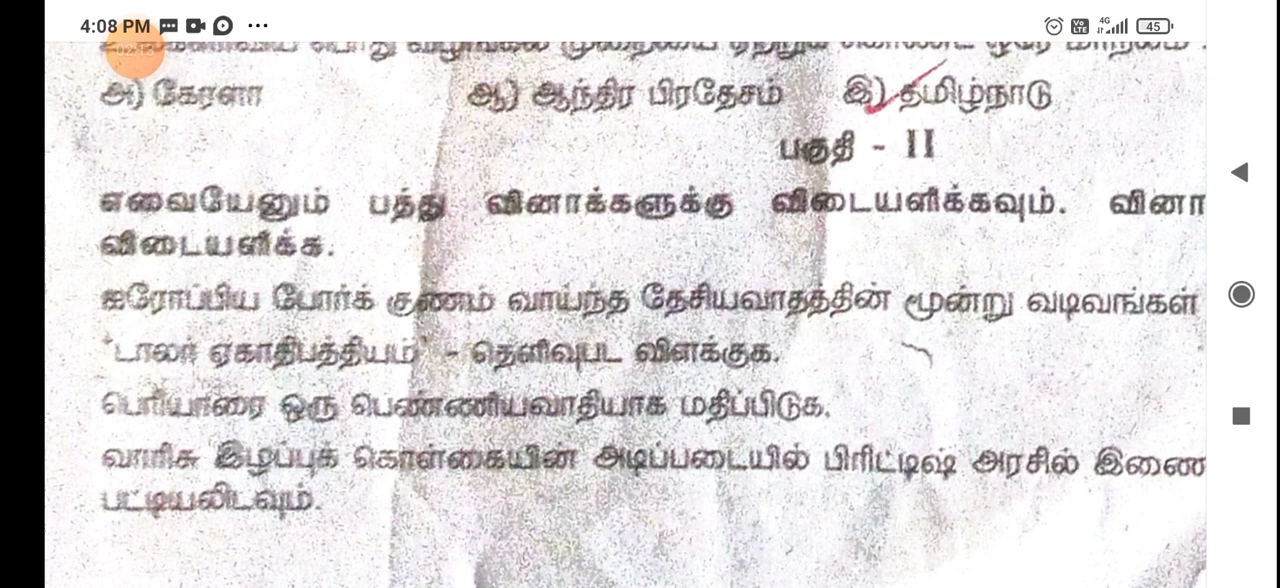 4:08 PM
4G
45
அ) கேரளா ஆ) ஆந்திர பிரதேசம் இ) தமிழ்நாடு
பகுதி - II
எவையேனும் பத்து வினாக்களுக்கு விடையளிக்கவும். வினா
விடையளிக்க.
ஐரோப்பிய போர்க் குணம் வாய்ந்த தேசியவாதத்தின் மூன்று வடிவங்கள்
'டாலர் ஏகாதிபத்தியம்' - தெளிவுபட விளக்குக.
பெரியாரை ஒரு பெண்ணியவாதியாக மதிப்பிடுக.
வாரிசு இழப்புக் கொள்கையின் அடிப்படையில் பிரிட்டிஷ் அரசில் இணை
பட்டியலிடவும்.